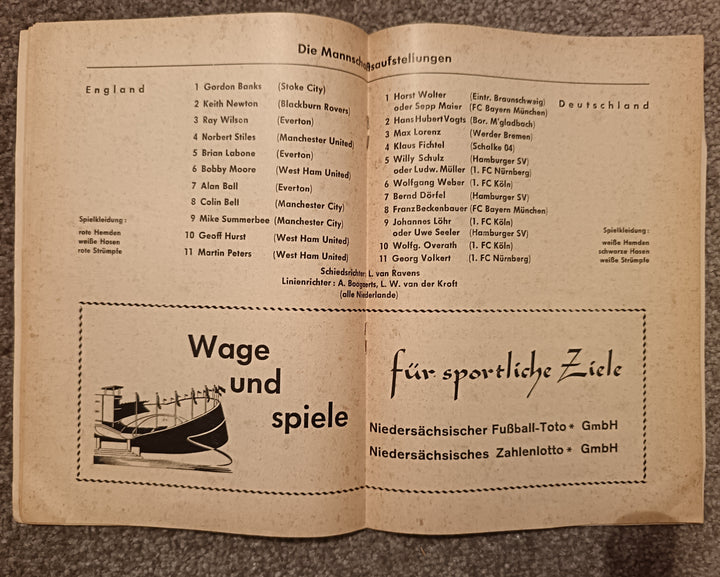 Die Mannschaftsaufstellungen
England
1 Gordon Banks (Stoke City)
2 Keith Newton (Blackburn Rovers)
3 Ray Wilson (Everton)
4 Norbert Stiles (Manchester United)
5 Brian Labone (Everton)
6 Bobby Moore (West Ham United)
7 Alan Ball (Everton)
8 Colin Bell (Manchester City)
9 Mike Summerbee (Manchester City)
10 Geoff Hurst (West Ham United)
11 Martin Peters (West Ham United)
Spielkleidung:
rote Hemden
weiße Hosen
rote Strümpfe
Deutschland
1 Horst Wolter (Eintr. Braunschweig)
oder Sepp Maier (FC Bayern München)
2 Hans Hubert Vogts (Bor. M'gladbach)
3 Max Lorenz (Werder Bremen)
4 Klaus Fichtel (Schalke 04)
5 Willy Schulz (Hamburger SV)
oder Ludw. Müller (1. FC Nürnberg)
6 Wolfgang Weber (1. FC Köln)
7 Bernd Dörfel (Hamburger SV)
8 Franz Beckenbauer (FC Bayern München)
9 Johannes Löhr (1. FC Köln)
oder Uwe Seeler (Hamburger SV)
10 Wolfg. Overath (1. FC Köln)
11 Georg Volkert (1. FC Nürnberg)
Spielkleidung:
weiße Hemden
schwarze Hosen
weiße Strümpfe
Schiedsrichter: L. van Ravens
Linienrichter: A. Boogaerts, L. W. van der Kroft
(alle Niederlande)
Wage
und
spiele
für sportliche Ziele
Niedersächsischer Fußball-Toto * GmbH
Niedersächsisches Zahlenlotto * GmbH